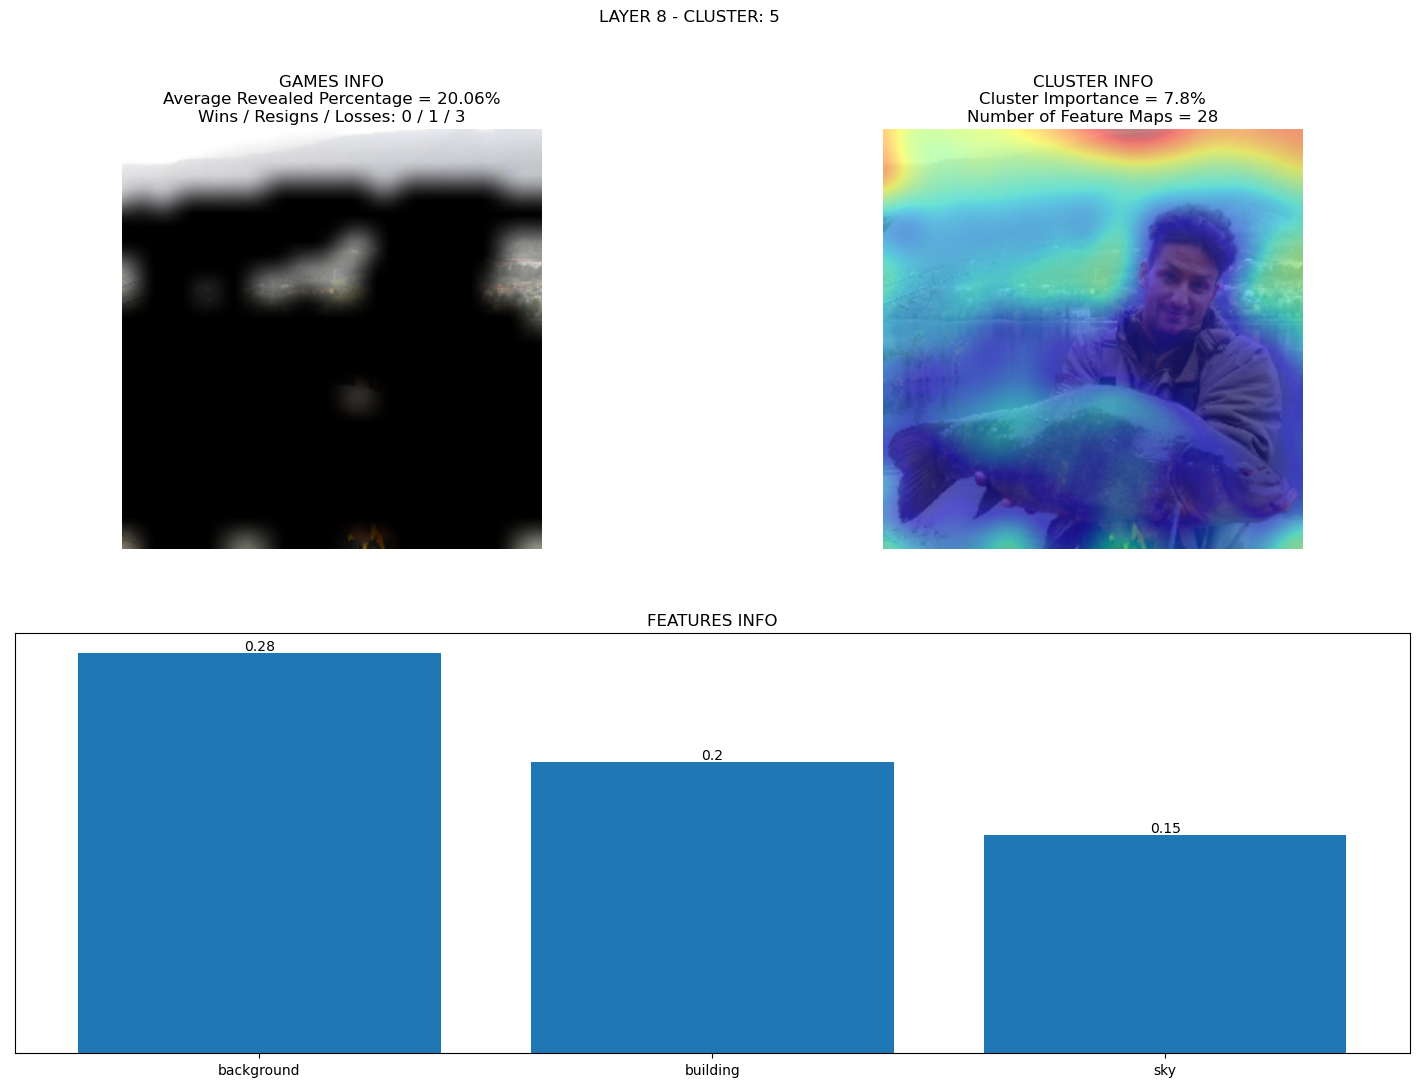 LAYER 8 - CLUSTER: 5
GAMES INFO
Average Revealed Percentage = 20.06%
Wins / Resigns / Losses: 0 / 1 / 3
CLUSTER INFO
Cluster Importance = 7.8%
Number of Feature Maps = 28
FEATURES INFO
0.28
0.2
0.15
background
building
sky